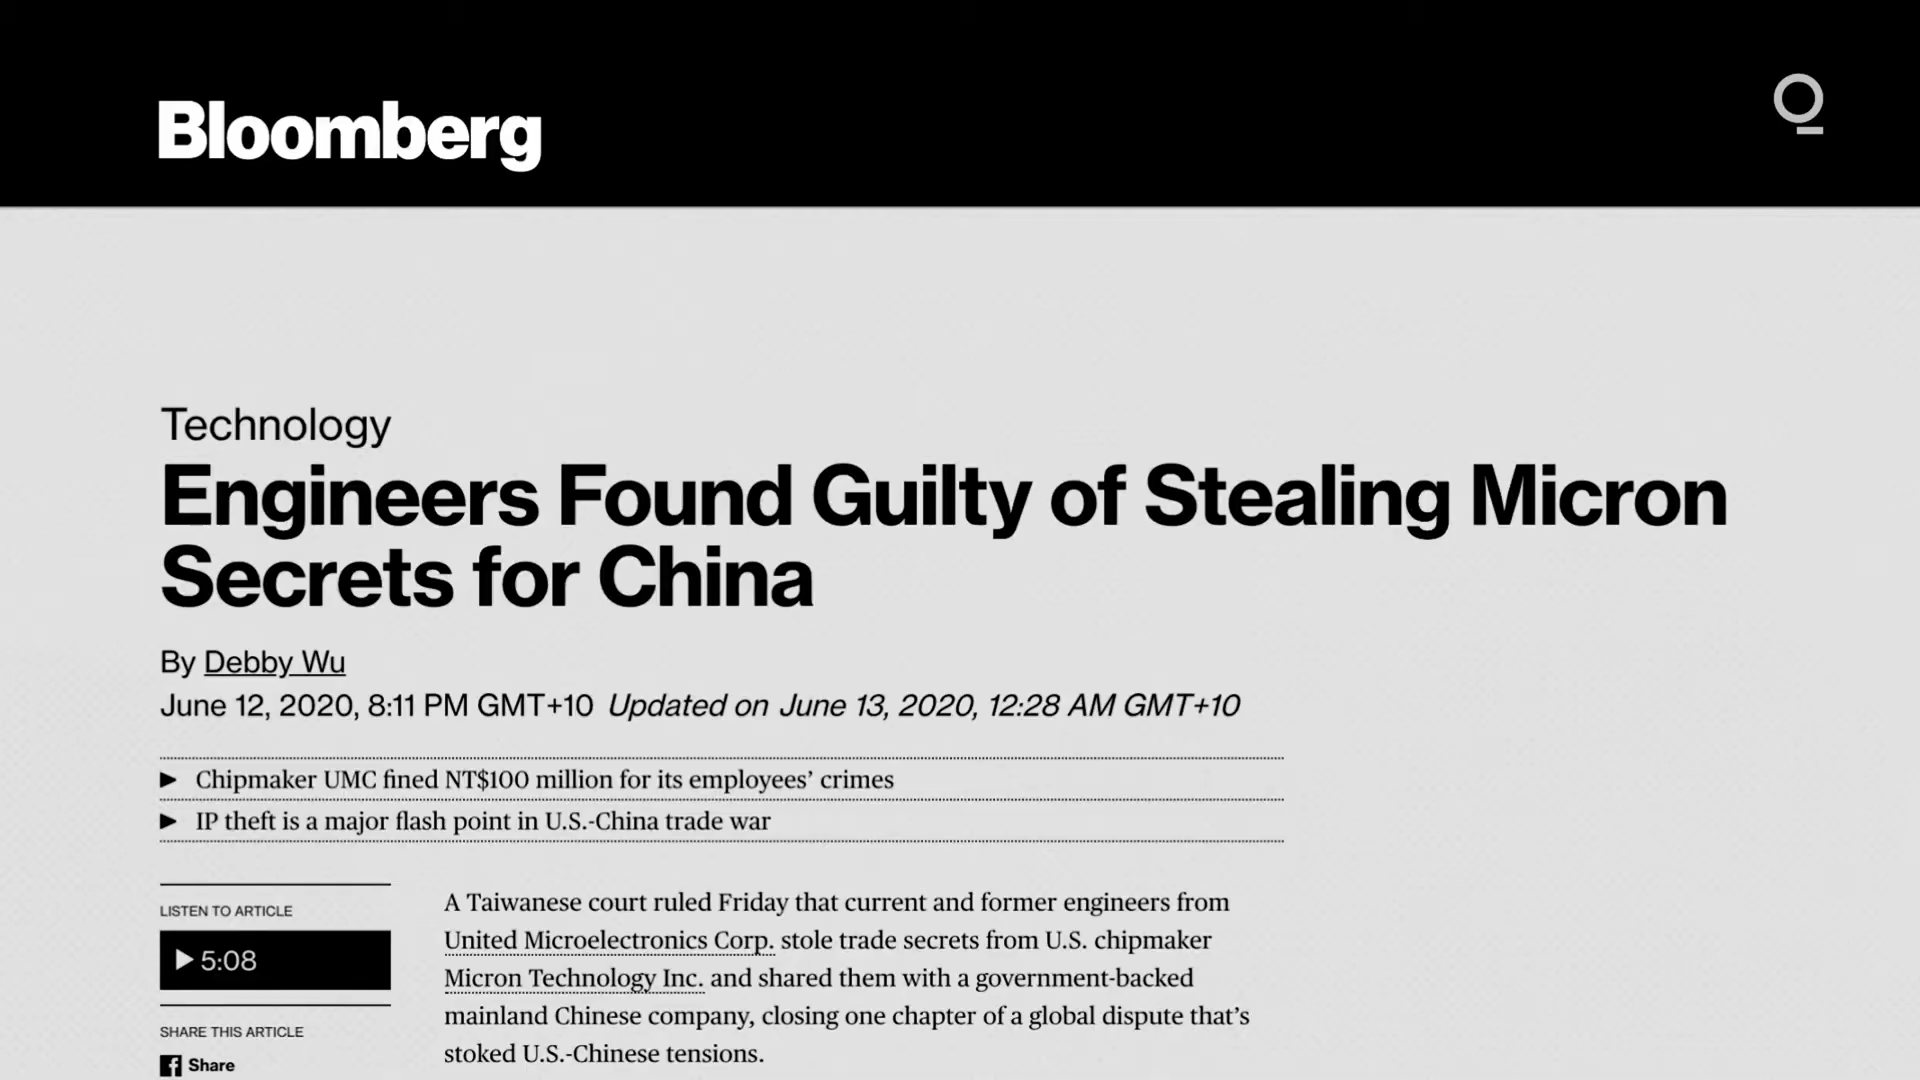 Bloomberg
Technology
Engineers Found Guilty of Stealing Micron
Secrets for China
By Debby Wu
June 12, 2020, 8:11 PM GMT+10 Updated on June 13, 2020, 12:28 AM GMT+10
Chipmaker UMC fined NT$100 million for its employees’ crimes
IP theft is a major flash point in U.S.-China trade war
LISTEN TO ARTICLE
5:08
SHARE THIS ARTICLE
Share
A Taiwanese court ruled Friday that current and former engineers from
United Microelectronics Corp. stole trade secrets from U.S. chipmaker
Micron Technology Inc. and shared them with a government-backed
mainland Chinese company, closing one chapter of a global dispute that’s
stoked U.S.-Chinese tensions.